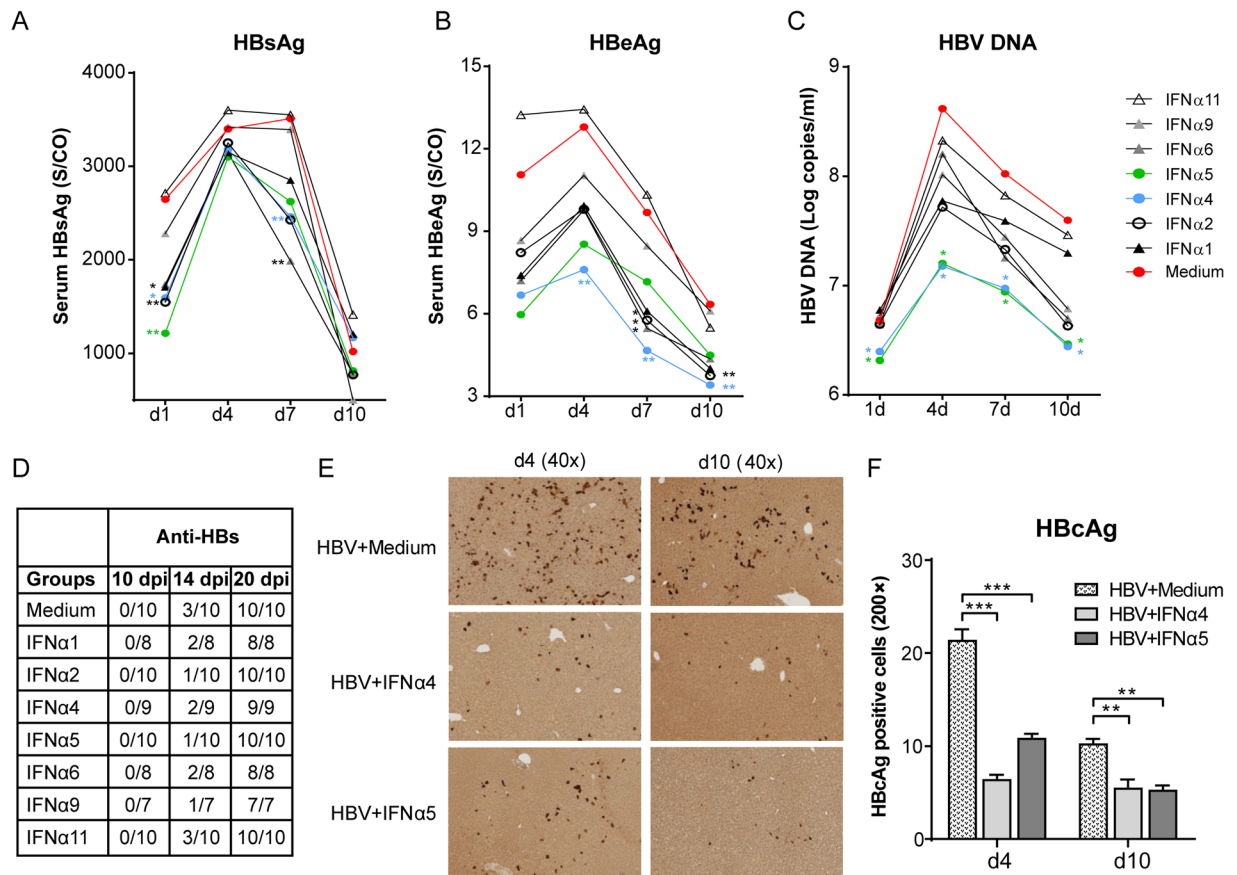 A
HBsAg
Serum HBsAg (S/CO)
4000
3000
2000
1000
d1
d4
d7
d10
*
*
**
**
**
**
B
HBeAg
Serum HBeAg (S/CO)
15
12
9
6
3
d1
d4
d7
d10
**
*
*
*
**
**
**
C
HBV DNA
HBV DNA (Log copies/ml)
9
8
7
6
1d
4d
7d
10d
*
*
*
*
*
*
*
*
IFNα11
IFNα9
IFNα6
IFNα5
IFNα4
IFNα2
IFNα1
Medium
D
Anti-HBs
Groups 10 dpi 14 dpi 20 dpi
Medium 0/10 3/10 10/10
IFNα1 0/8 2/8 8/8
IFNα2 0/10 1/10 10/10
IFNα4 0/9 2/9 9/9
IFNα5 0/10 1/10 10/10
IFNα6 0/8 2/8 8/8
IFNα9 0/7 1/7 7/7
IFNα11 0/10 3/10 10/10
E
d4 (40x) d10 (40x)
HBV+Medium
HBV+IFNα4
HBV+IFNα5
F
HBcAg
HBcAg positive cells (200×)
30
20
10
0
d4
d10
***
***
**
**
HBV+Medium
HBV+IFNα4
HBV+IFNα5